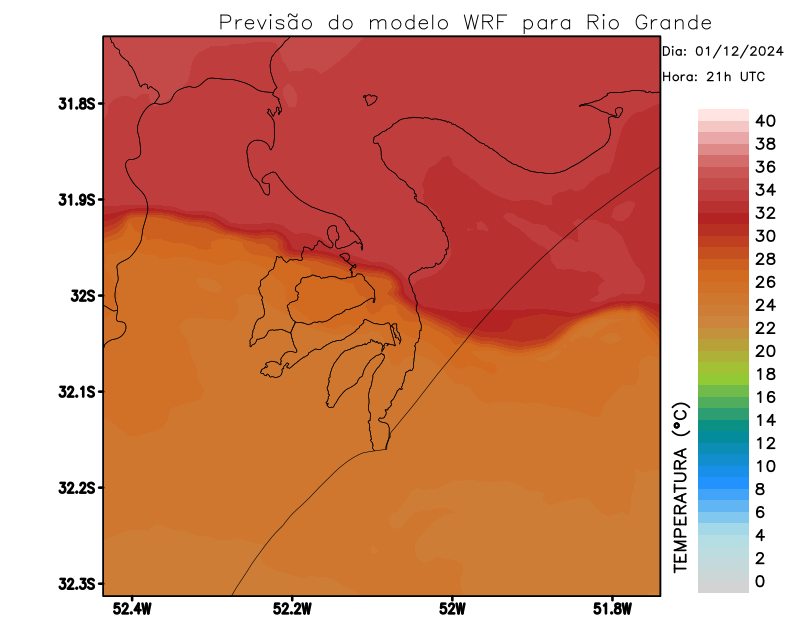 Previsão do modelo WRF para Rio Grande
Dia: 01/12/2024
Hora: 21h UTC
31.8S
31.9S
32S
32.1S
32.2S
32.3S
52.4W
52.2W
52W
51.8W
TEMPERATURA (°C)
40
38
36
34
32
30
28
26
24
22
20
18
16
14
12
10
8
6
4
2
0